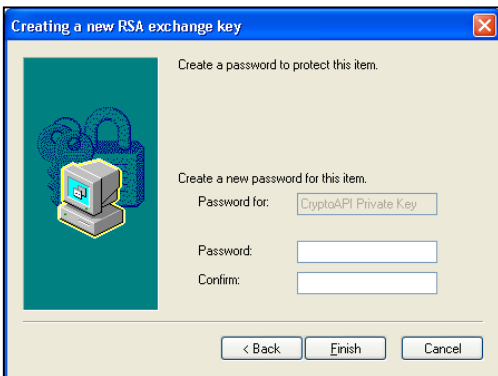 Creating a new RSA exchange key
Create a password to protect this item.
Create a new password for this item.
Password for: CryptoAPI Private Key
Password:
Confirm:
< Back Finish Cancel